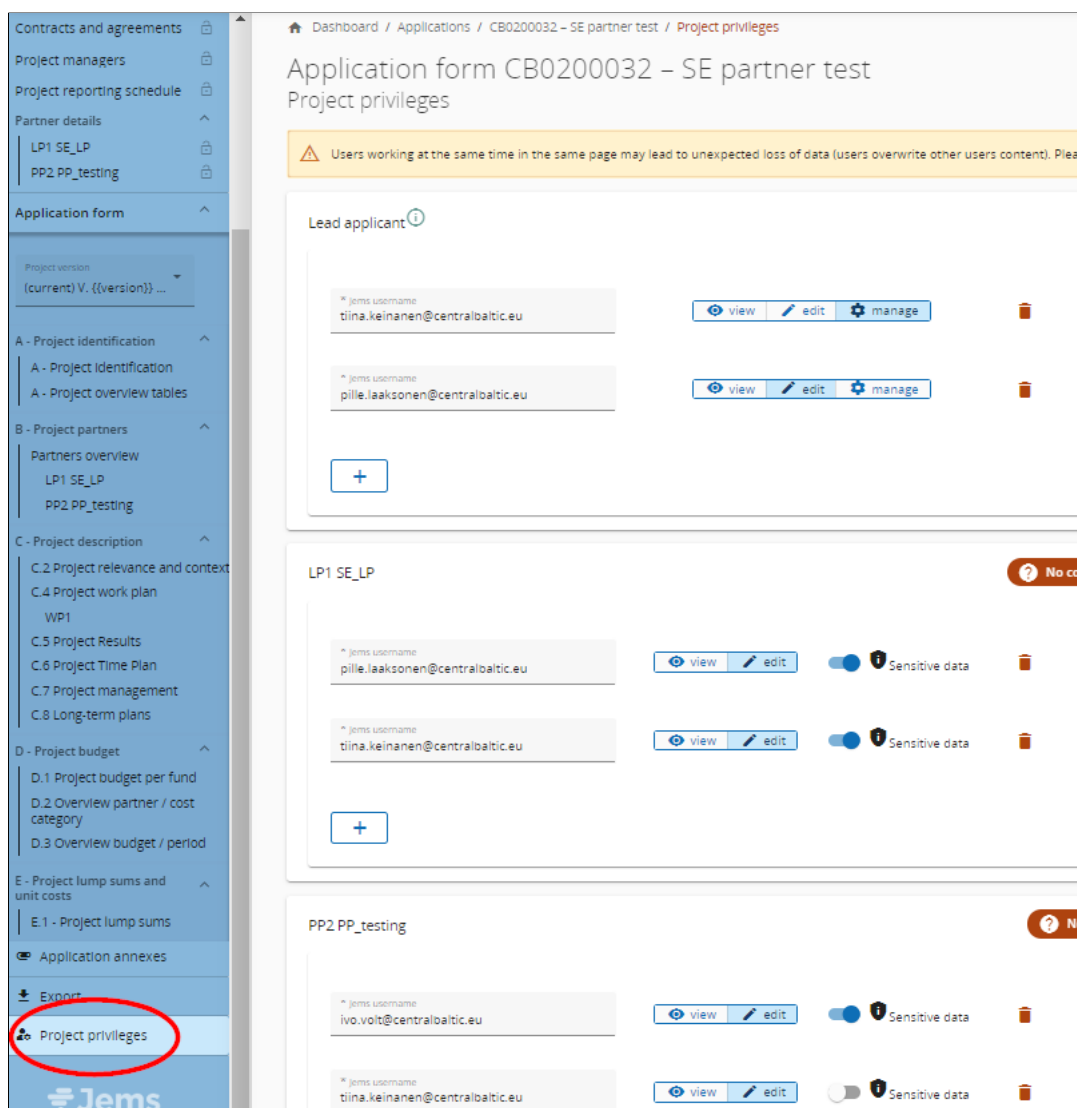 Contracts and agreements
Project managers
Project reporting schedule
Partner details
LP1 SE_LP
PP2 PP_testing
Application form
Project version
(current) V. {{version}} ...
A - Project identification
A - Project identification
A - Project overview tables
B - Project partners
Partners overview
LP1 SE_LP
PP2 PP_testing
C - Project description
C.2 Project relevance and context
C.4 Project work plan
WP1
C.5 Project Results
C.6 Project Time Plan
C.7 Project management
C.8 Long-term plans
D - Project budget
D.1 Project budget per fund
D.2 Overview partner / cost
category
D.3 Overview budget / period
E - Project lump sums and
unit costs
E.1 - Project lump sums
Application annexes
Export
Project privileges
Jems
Dashboard / Applications / CB0200032 – SE partner test / Project privileges
Application form CB0200032 – SE partner test
Project privileges
Users working at the same time in the same page may lead to unexpected loss of data (users overwrite other users content). Plea
Lead applicant
* Jems username
tiina.keinanen@centralbaltic.eu
view edit manage
* Jems username
pille.laaksonen@centralbaltic.eu
view edit manage
+
LP1 SE_LP
No co
* Jems username
pille.laaksonen@centralbaltic.eu
view edit Sensitive data
* Jems username
tiina.keinanen@centralbaltic.eu
view edit Sensitive data
+
PP2 PP_testing
N
* Jems username
ivo.volt@centralbaltic.eu
view edit Sensitive data
* Jems username
tiina.keinanen@centralbaltic.eu
view edit Sensitive data